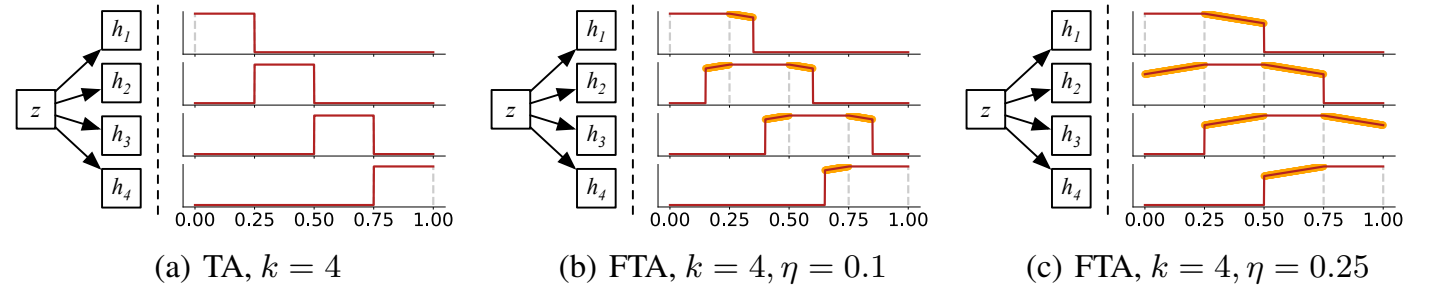 z
h1
h2
h3
h4
0.00 0.25 0.50 0.75 1.00
(a) TA, k = 4
z
h1
h2
h3
h4
0.00 0.25 0.50 0.75 1.00
(b) FTA, k = 4, η = 0.1
z
h1
h2
h3
h4
0.00 0.25 0.50 0.75 1.00
(c) FTA, k = 4, η = 0.25